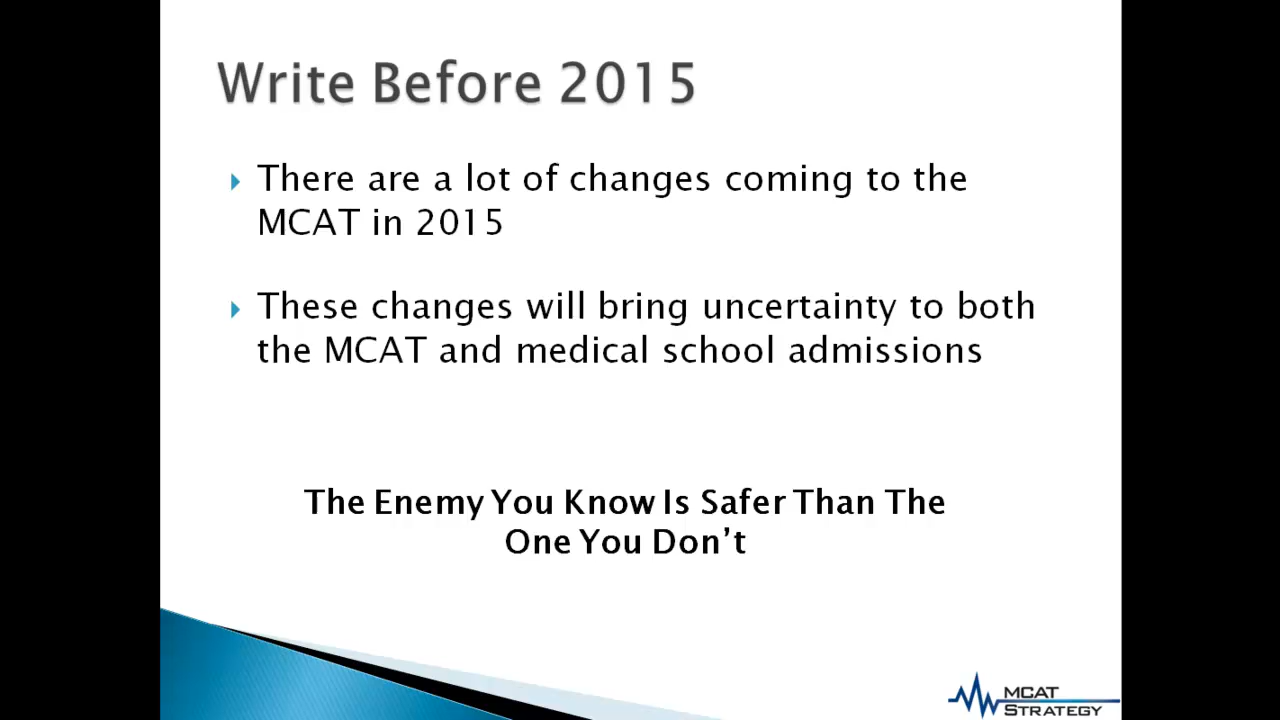 Write Before 2015
There are a lot of changes coming to the
MCAT in 2015
These changes will bring uncertainty to both
the MCAT and medical school admissions
The Enemy You Know Is Safer Than The
One You Don't
MCAT
STRATEGY